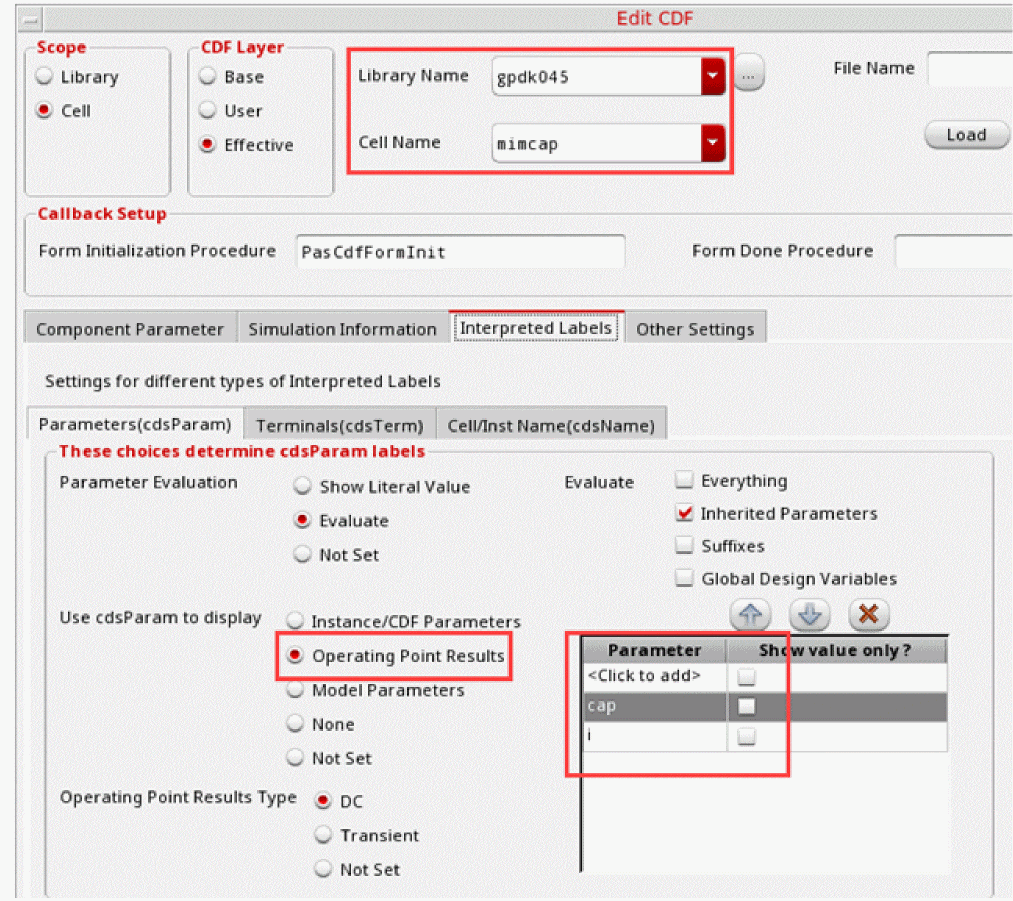 Edit CDF
Scope
Library
Cell
CDF Layer
Base
User
Effective
Library Name gpdk045 ...
Cell Name mimcap
File Name
Load
Callback Setup
Form Initialization Procedure PasCdfFormInit Form Done Procedure
Component Parameter Simulation Information Interpreted Labels Other Settings
Settings for different types of Interpreted Labels
Parameters(cdsParam) Terminals(cdsTerm) Cell/Inst Name(cdsName)
These choices determine cdsParam labels
Parameter Evaluation
Show Literal Value
Evaluate
Not Set
Evaluate
Everything
Inherited Parameters
Suffixes
Global Design Variables
Use cdsParam to display
Instance/CDF Parameters
Operating Point Results
Model Parameters
None
Not Set
Parameter Show value only ?
<Click to add>
cap
i
Operating Point Results Type
DC
Transient
Not Set